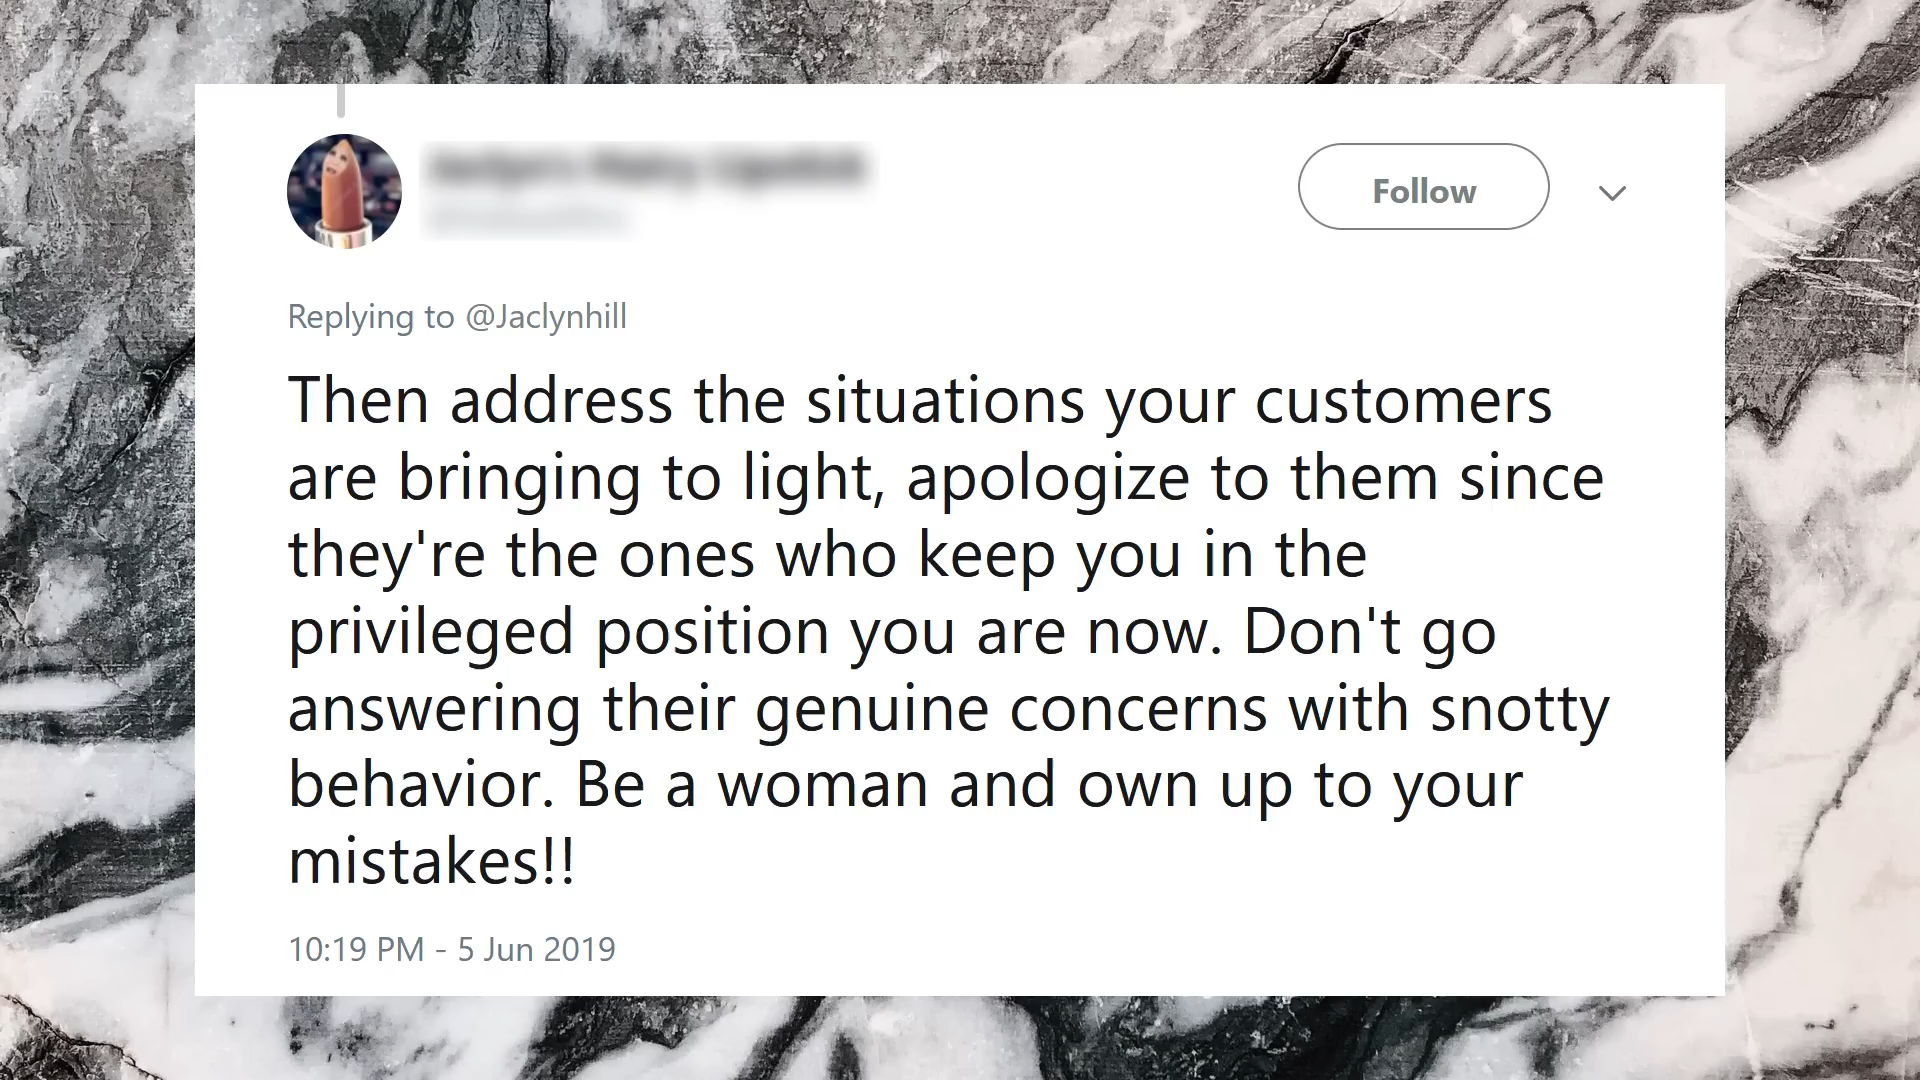 Follow
Replying to @Jaclynhill
Then address the situations your customers
are bringing to light, apologize to them since
they're the ones who keep you in the
privileged position you are now. Don't go
answering their genuine concerns with snotty
behavior. Be a woman and own up to your
mistakes!!
10:19 PM - 5 Jun 2019